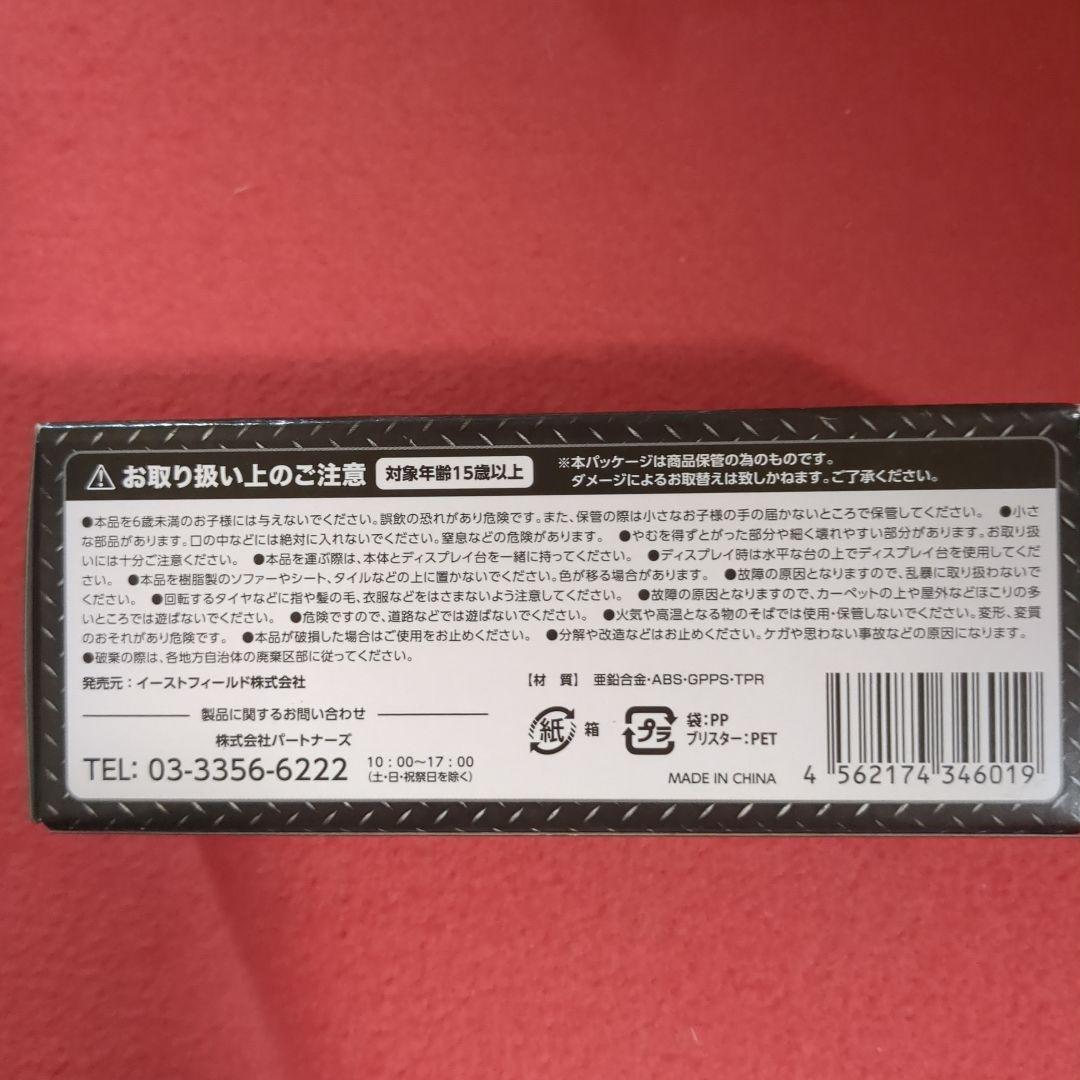 お取り扱い上のご注意 対象年齢15歳以上
※本パッケージは商品保管の為のものです。
ダメージによるお取替えは致しかねます。ご了承ください。
●本品を6歳未満のお子様には与えないでください。誤飲の恐れがあり危険です。また、保管の際は小さなお子様の手の届かないところで保管してください。 ●小さ
な部品があります。口の中などには絶対に入れないでください。窒息などの危険があります。 ●やむを得ずとがった部分や細く壊れやすい部分があります。お取り扱
いには十分ご注意ください。 ●本品を運ぶ際は、本体とディスプレイ台を一緒に持ってください。 ●ディスプレイ時は水平な台の上でディスプレイ台を使用してくだ
さい。 ●本品を樹脂製のソファーやシート、タイルなどの上に置かないでください。色が移る場合があります。 ●故障の原因となりますので、乱暴に取り扱わないで
ください。 ●回転するタイヤなどに指や髪の毛、衣服などをはさまないよう注意してください。 ●故障の原因となりますので、カーペットの上や屋外などほこりの多
いところでは遊ばないでください。 ●危険ですので、道路などでは遊ばないでください。 ●火気や高温となる物のそばでは使用・保管しないでください。変形、変質
のおそれがあり危険です。 ●本品が破損した場合はご使用をお止めください。 ●分解や改造などはお止めください。ケガや思わない事故などの原因になります。
●破棄の際は、各地方自治体の廃棄区部に従ってください。
発売元：イーストフィールド株式会社
製品に関するお問い合わせ
株式会社パートナーズ
TEL: 03-3356-6222 10：00～17：00
(土・日・祝祭日を除く)
【材 質】 亜鉛合金・ABS・GPPS・TPR
紙 箱
プラ 袋：PP
ブリスター：PET
MADE IN CHINA
4 562174 346019